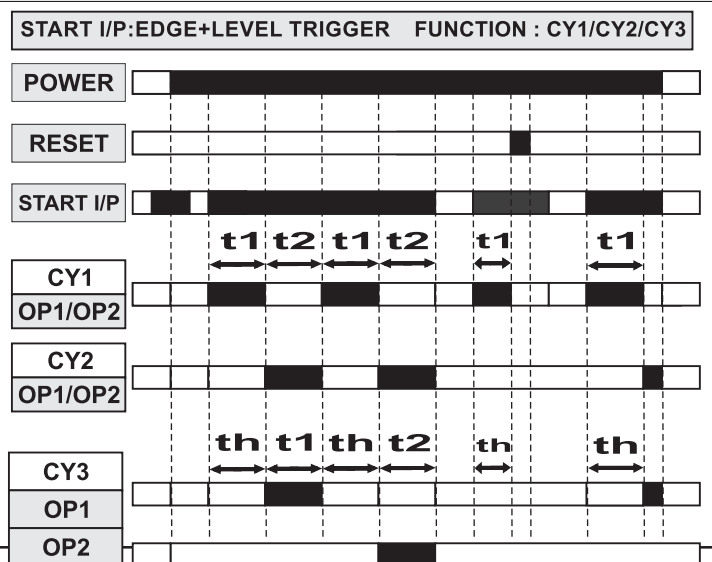 START I/P:EDGE+LEVEL TRIGGER FUNCTION : CY1/CY2/CY3
POWER
RESET
START I/P
t1 t2 t1 t2 t1 t1
CY1
OP1/OP2
CY2
OP1/OP2
th t1 th t2 th th
CY3
OP1
OP2